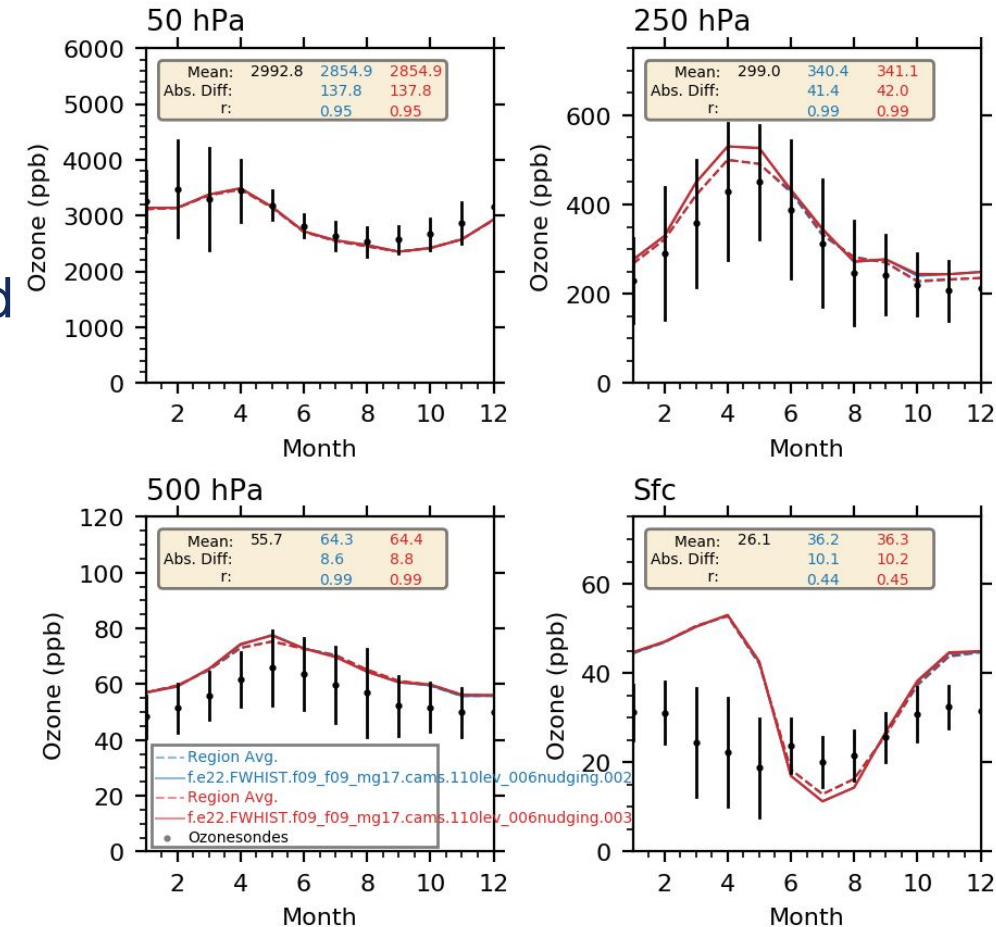 50 hPa
6000
5000
4000
3000
2000
1000
0
Ozone (ppb)
Mean: 2992.8 2854.9 2854.9
Abs. Diff: 137.8 137.8
r: 0.95 0.95
2 4 6 8 10 12
Month
250 hPa
600
400
200
0
Ozone (ppb)
Mean: 299.0 340.4 341.1
Abs. Diff: 41.4 42.0
r: 0.99 0.99
2 4 6 8 10 12
Month
d
500 hPa
120
100
80
60
40
20
0
Ozone (ppb)
Mean: 55.7 64.3 64.4
Abs. Diff: 8.6 8.8
r: 0.99 0.99
Region Avg.
f.e22.FWHIST.f09_f09_mg17.cams.110lev_006nudging.002
Region Avg.
f.e22.FWHIST.f09_f09_mg17.cams.110lev_006nudging.003
Ozonesondes
2 4 6 8 10 12
Month
Sfc
60
40
20
0
Ozone (ppb)
Mean: 26.1 36.2 36.3
Abs. Diff: 10.1 10.2
r: 0.44 0.45
2 4 6 8 10 12
Month